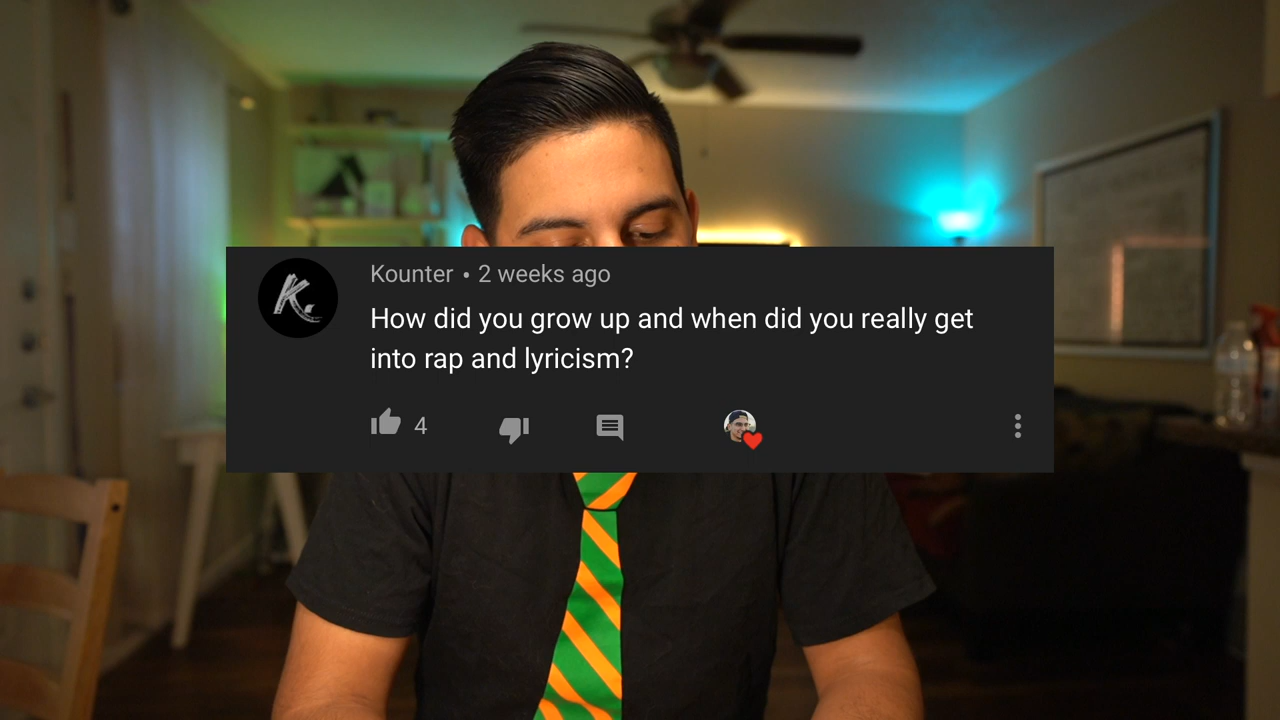 K.
Kounter • 2 weeks ago
How did you grow up and when did you really get
into rap and lyricism?
4